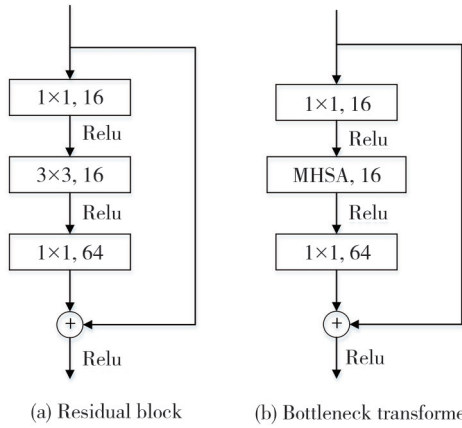 1×1, 16
Relu
3×3, 16
Relu
1×1, 64
+
Relu
(a) Residual block
1×1, 16
Relu
MHSA, 16
Relu
1×1, 64
+
Relu
(b) Bottleneck transforme